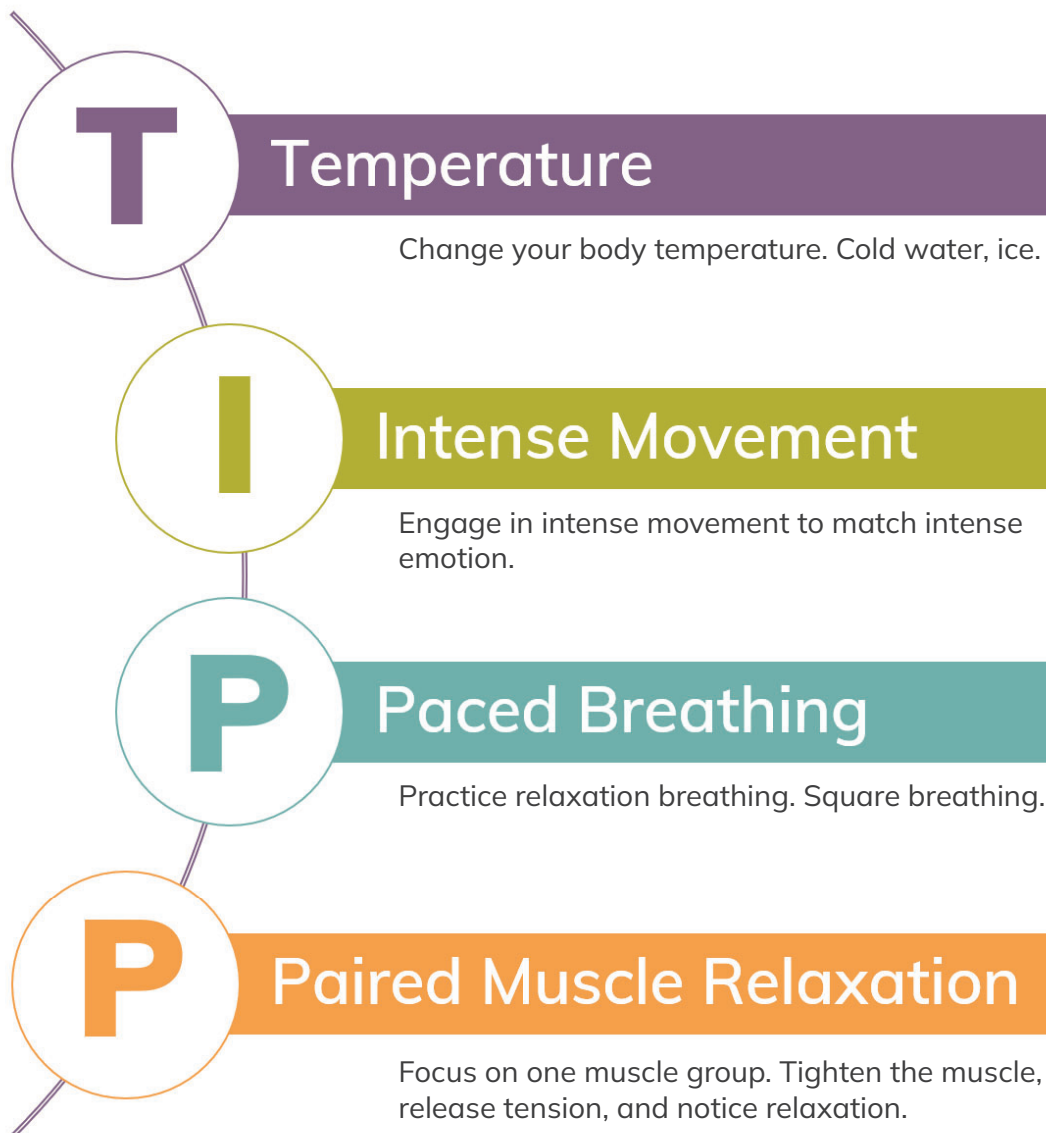 T
Temperature
Change your body temperature. Cold water, ice.
I
Intense Movement
Engage in intense movement to match intense
emotion.
P
Paced Breathing
Practice relaxation breathing. Square breathing.
P
Paired Muscle Relaxation
Focus on one muscle group. Tighten the muscle,
release tension, and notice relaxation.